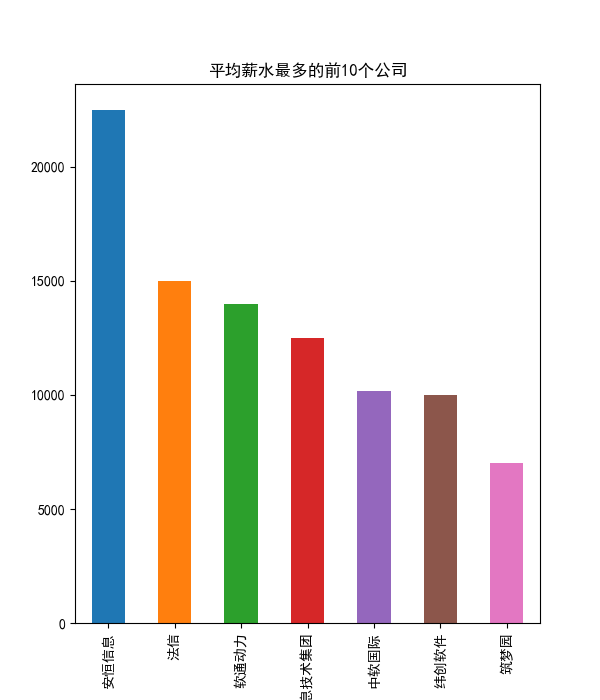 平均薪水最多的前10个公司
20000
15000
10000
5000
0
安恒信息
法信
软通动力
息技术集团
中软国际
纬创软件
筑梦园